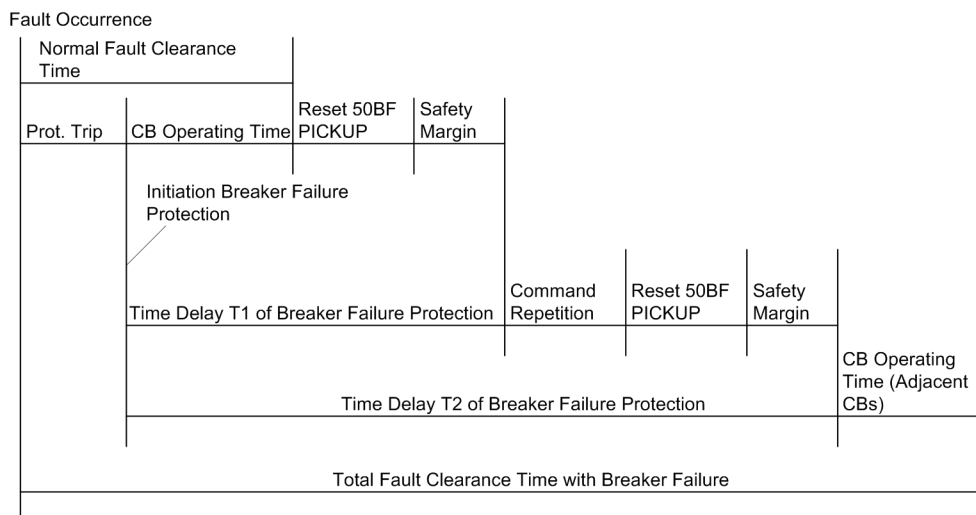 Fault Occurrence
Normal Fault Clearance
Time
Prot. Trip
CB Operating Time
Reset 50BF
PICKUP
Safety
Margin
Initiation Breaker Failure
Protection
Time Delay T1 of Breaker Failure Protection
Command
Repetition
Reset 50BF
PICKUP
Safety
Margin
Time Delay T2 of Breaker Failure Protection
CB Operating
Time (Adjacent
CBs)
Total Fault Clearance Time with Breaker Failure